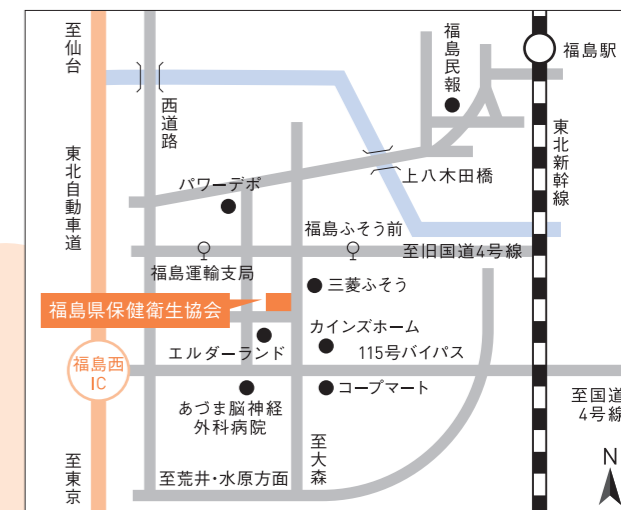 至仙台
西道路
福島民報
福島駅
東北自動車道
東北新幹線
パワーデポ
上八木田橋
福島ふそう前
至旧国道4号線
福島運輸支局
三菱ふそう
福島県保健衛生協会
カインズホーム
エルダーランド
115号バイパス
福島西
IC
コープマート
あづま脳神経
外科病院
至国道
4号線
至大森
至東京
至荒井・水原方面
N